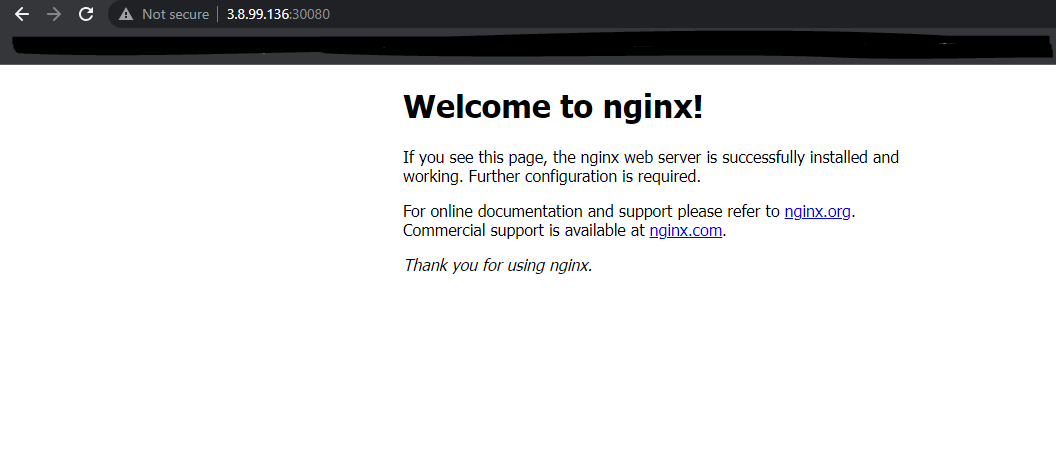 Not secure 3.8.99.136:30080
Welcome to nginx!
If you see this page, the nginx web server is successfully installed and
working. Further configuration is required.
For online documentation and support please refer to nginx.org.
Commercial support is available at nginx.com.
Thank you for using nginx.